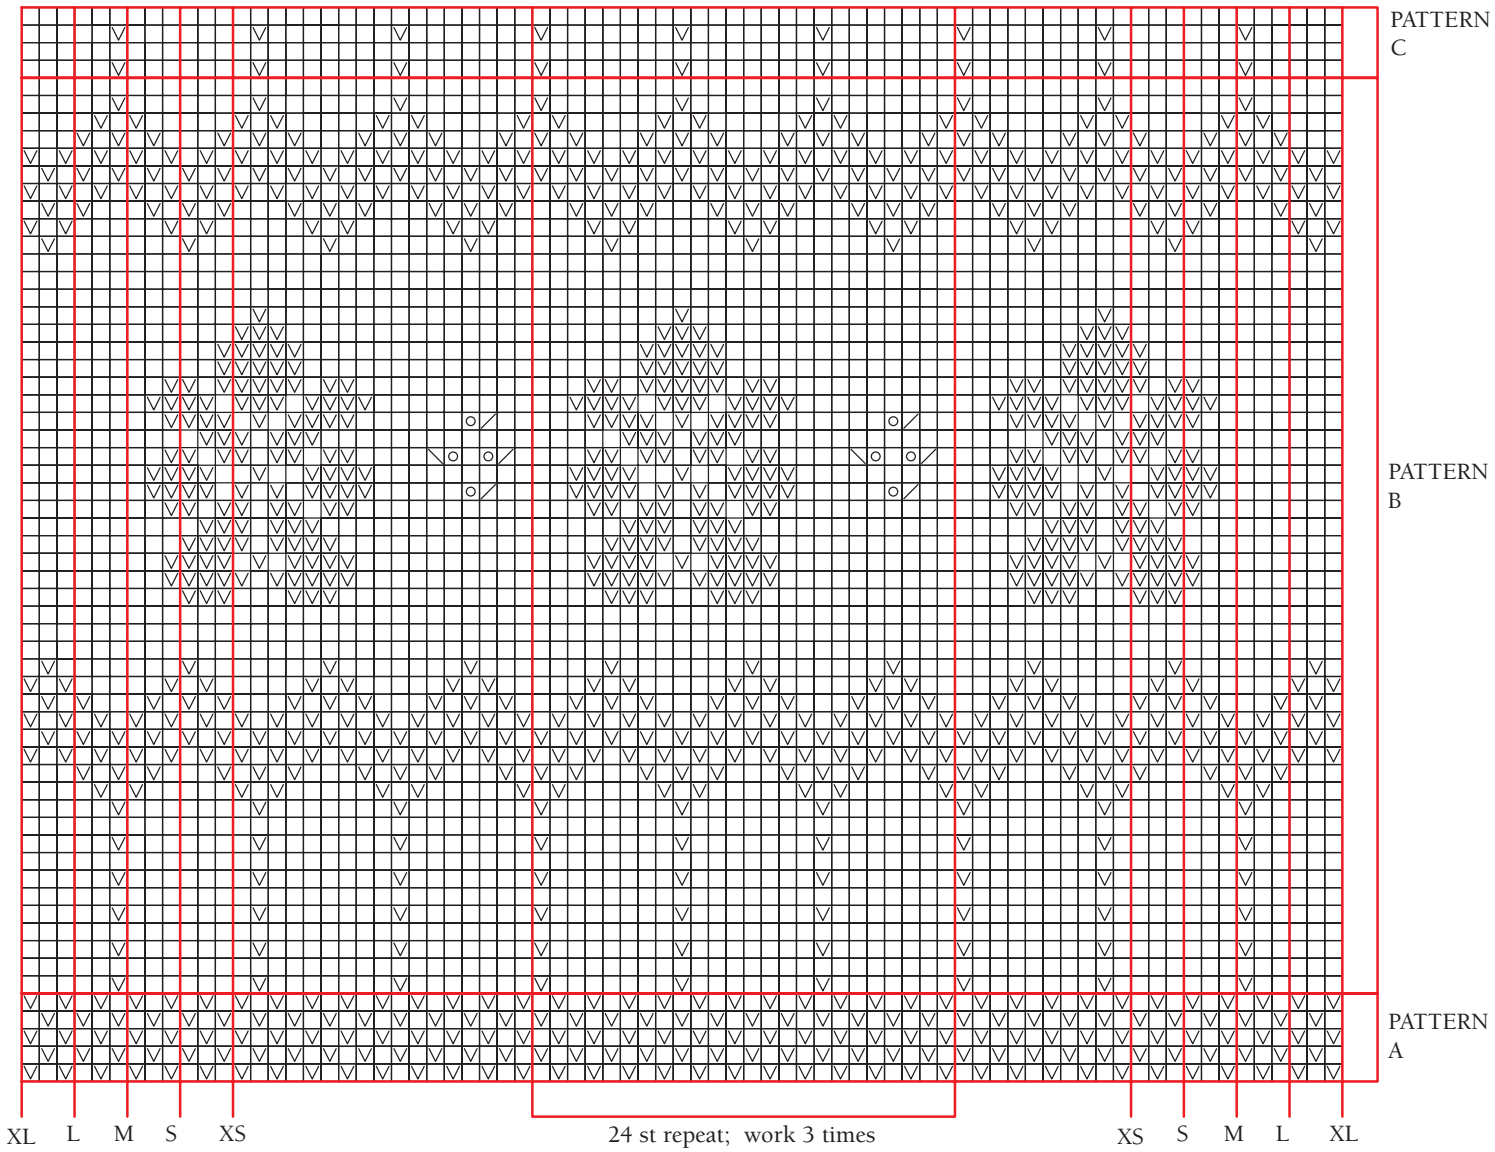 PATTERN
C
PATTERN
B
PATTERN
A
XL L M S XS 24 st repeat; work 3 times XS S M L XL